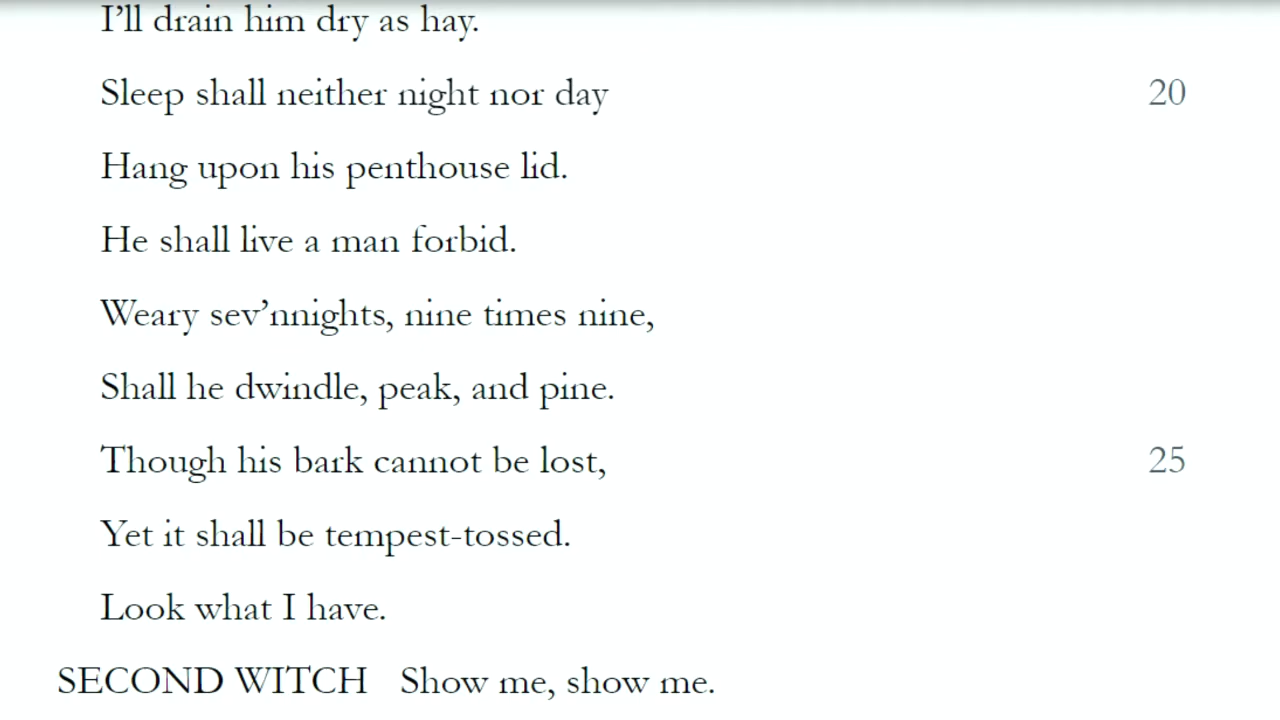 I’ll drain him dry as hay.
Sleep shall neither night nor day 20
Hang upon his penthouse lid.
He shall live a man forbid.
Weary sev’nnights, nine times nine,
Shall he dwindle, peak, and pine.
Though his bark cannot be lost, 25
Yet it shall be tempest-tossed.
Look what I have.
SECOND WITCH Show me, show me.